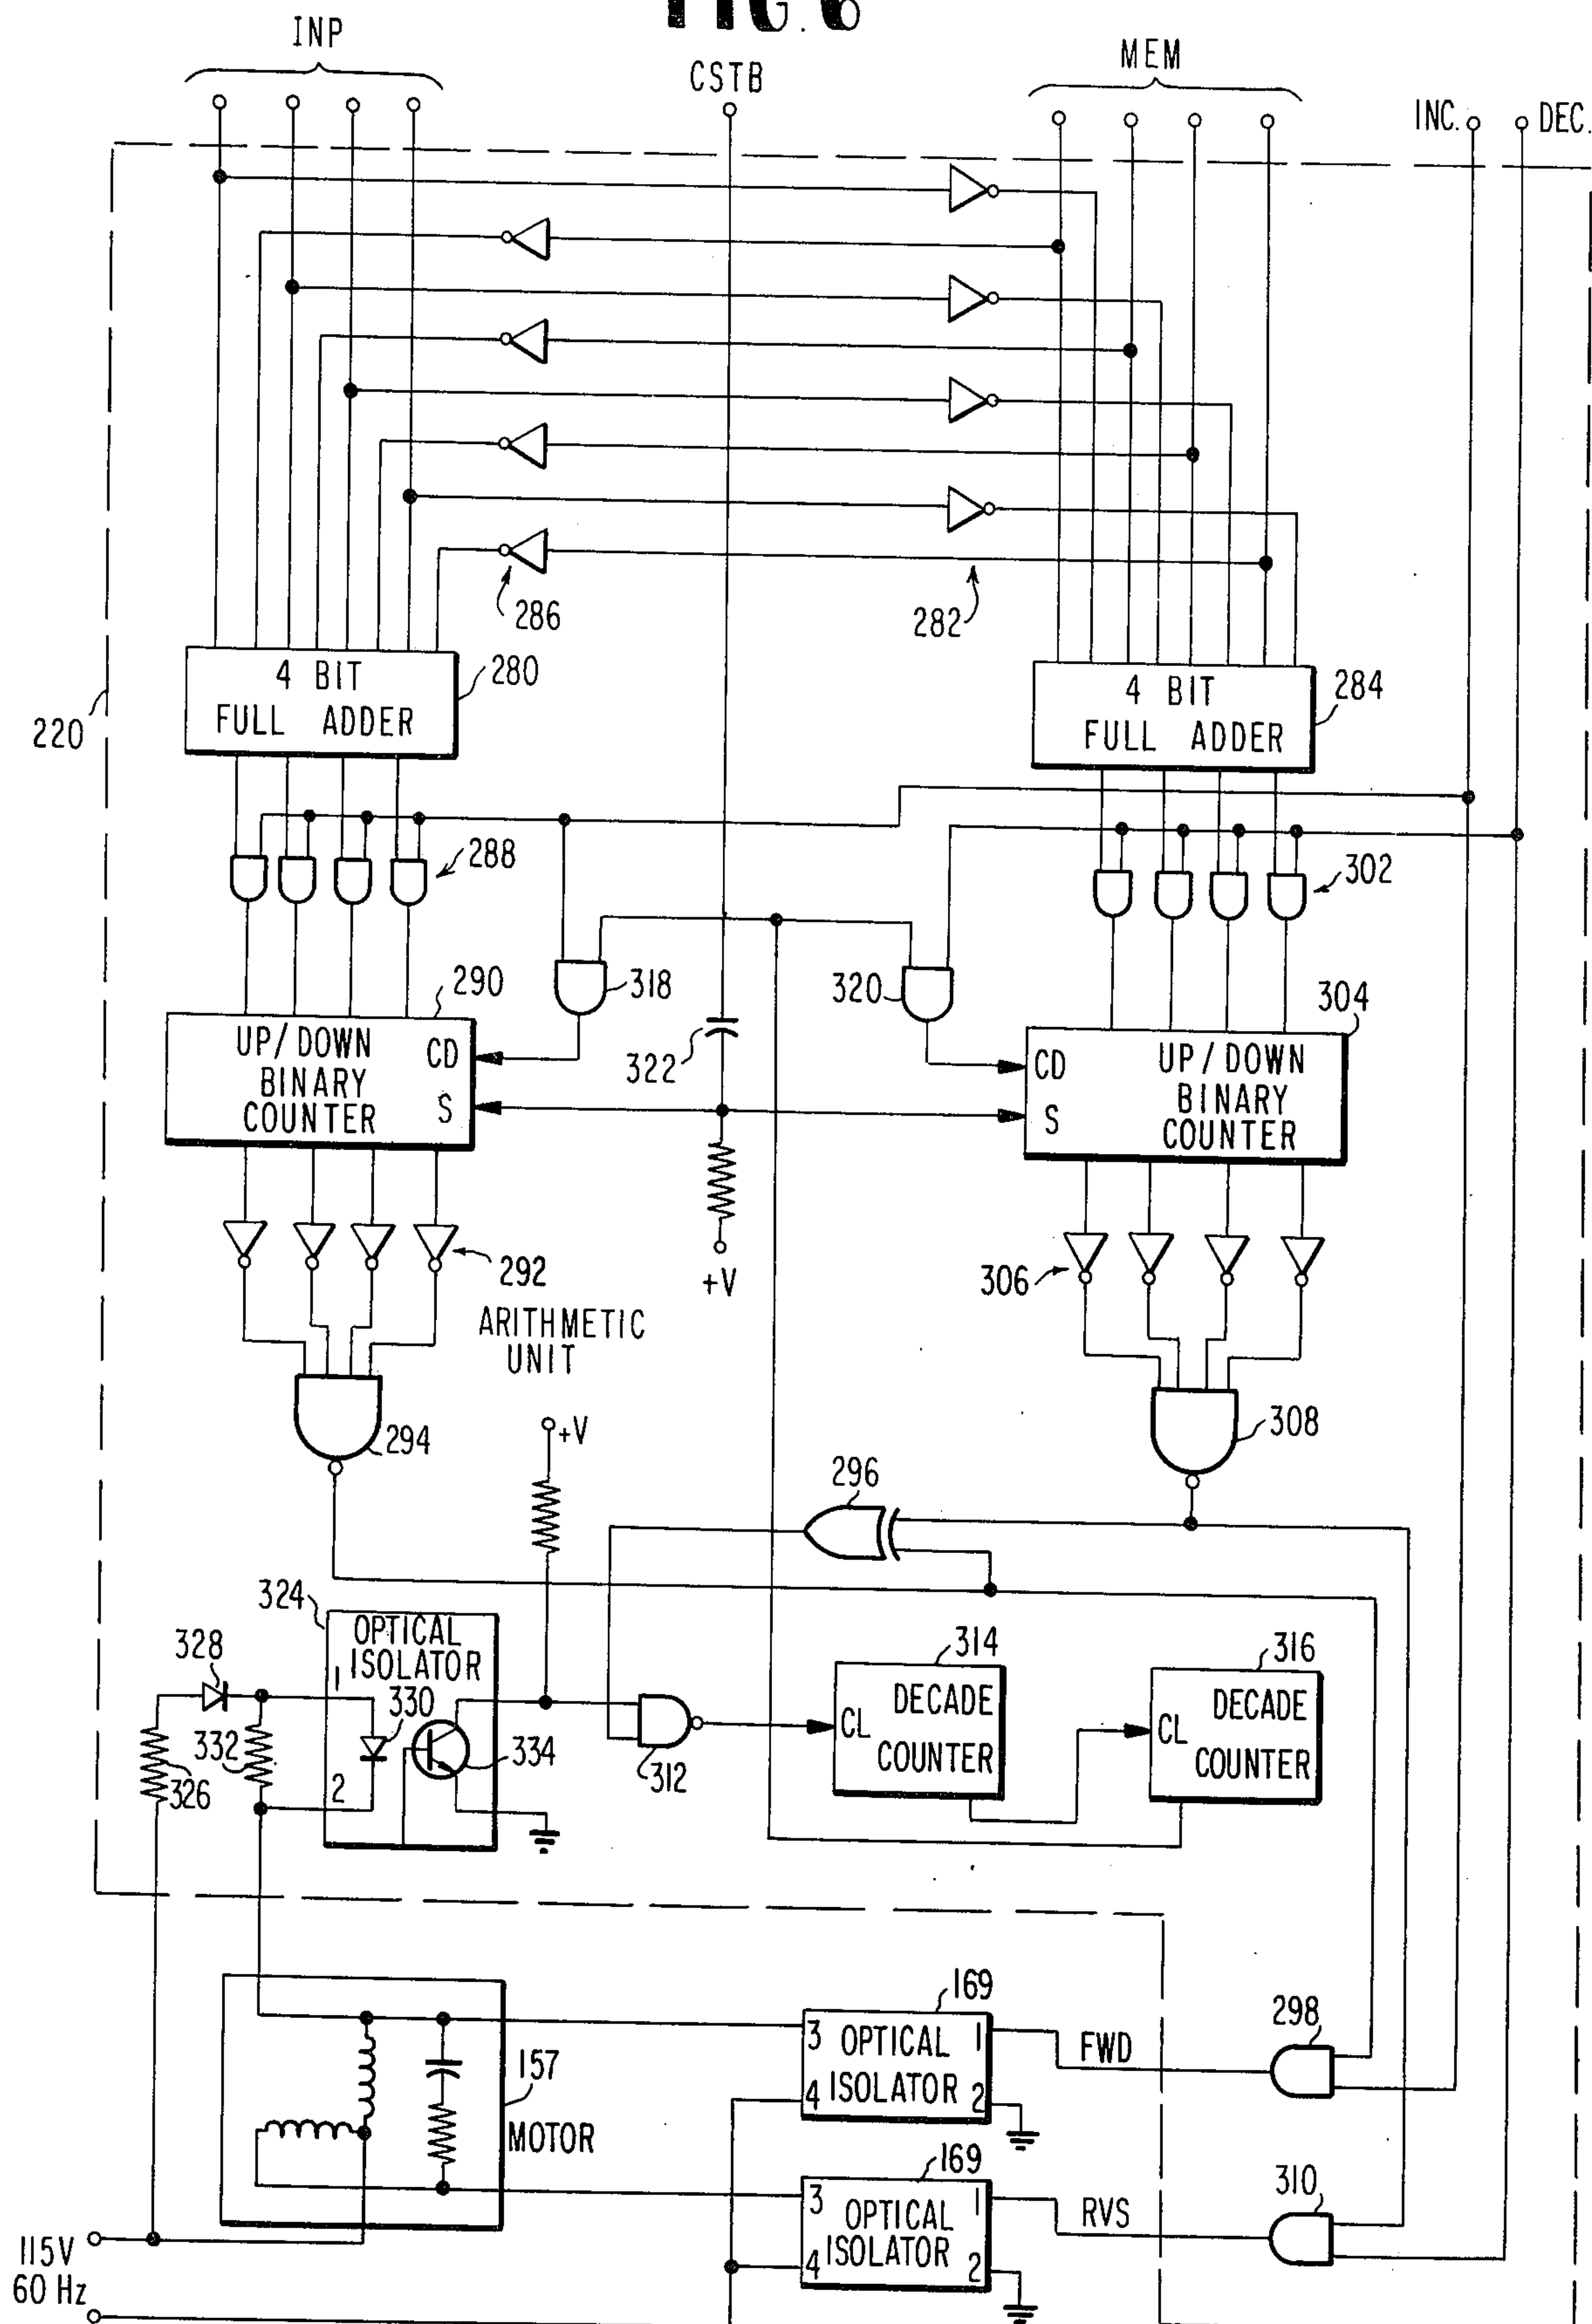 FIG. 6
INP
CSTB
MEM
INC.
DEC.
286
282
4 BIT
FULL ADDER
280
4 BIT
FULL ADDER
284
220
288
302
290
318
320
304
UP/DOWN
BINARY
COUNTER
CD
S
322
CD
S
UP/DOWN
BINARY
COUNTER
+V
292
306
ARITHMETIC
UNIT
294
+V
308
296
324
OPTICAL
ISOLATOR
328
1
330
332
326
2
334
312
314
CL
DECADE
COUNTER
316
CL
DECADE
COUNTER
169
3
OPTICAL
ISOLATOR
1
4
2
FWD
298
157
MOTOR
169
3
OPTICAL
ISOLATOR
1
4
2
RVS
310
115V
60 Hz